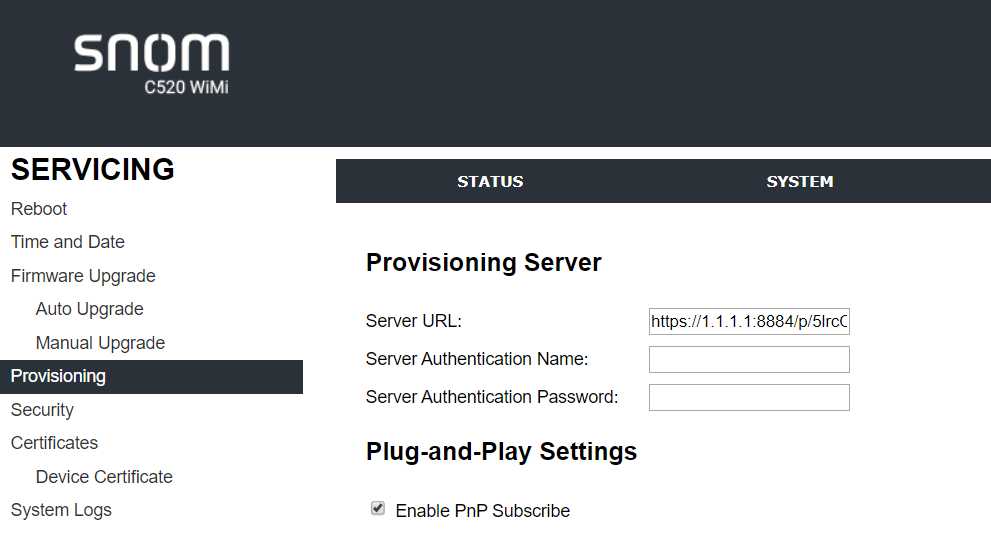 snom
C520 WiMi
SERVICING
Reboot
Time and Date
Firmware Upgrade
Auto Upgrade
Manual Upgrade
Provisioning
Security
Certificates
Device Certificate
System Logs
STATUS SYSTEM
Provisioning Server
Server URL: https://1.1.1.1:8884/p/5lrc
Server Authentication Name:
Server Authentication Password:
Plug-and-Play Settings
Enable PnP Subscribe